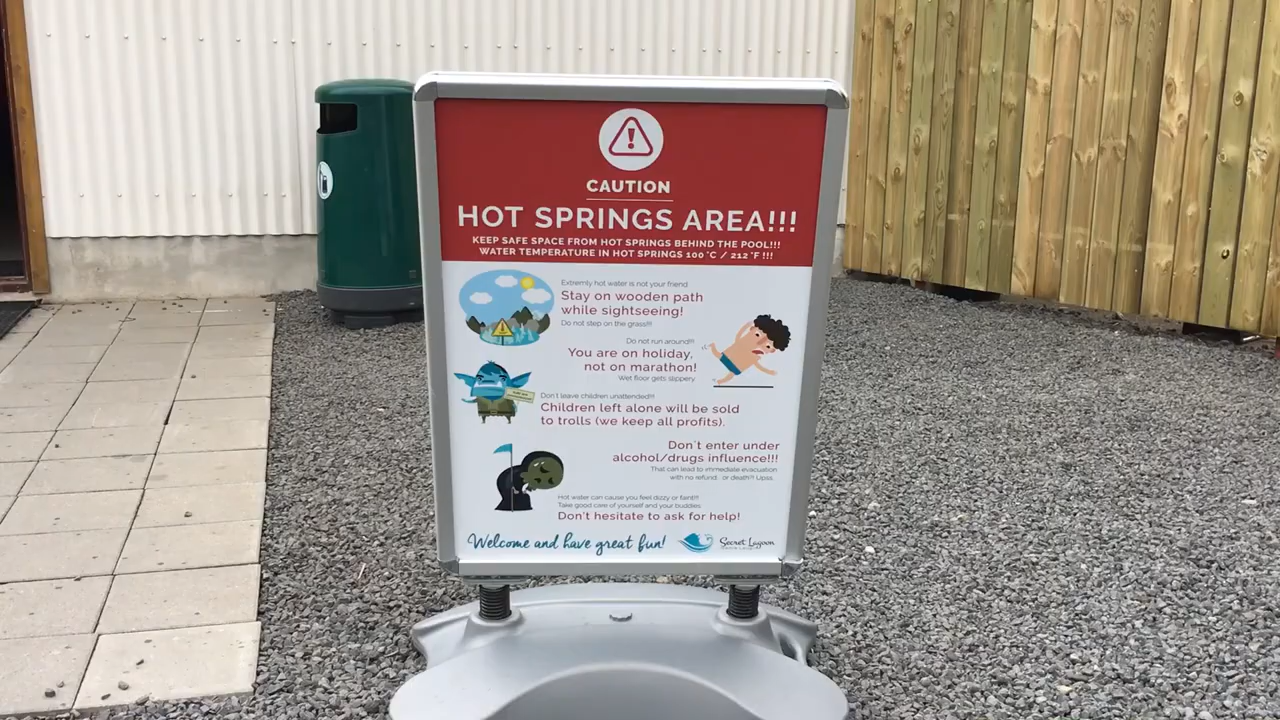 CAUTION
HOT SPRINGS AREA!!!
KEEP SAFE SPACE FROM HOT SPRINGS BEHIND THE POOL!!!
WATER TEMPERATURE IN HOT SPRINGS 100 °C / 212 °F !!!
Extremly hot water is not your friend
Stay on wooden path
while sightseeing!
Do not step on the grass!!!
Do not run around!!!
You are on holiday,
not on marathon!
Wet floor gets slippery
Don't leave children unattended!!!
Children left alone will be sold
to trolls (we keep all profits).
Don't enter under
alcohol/drugs influence!!!
That can lead to immediate evacuation
with no refund.. or death!!! Upss..
Hot water can cause you feel dizzy or faint!!!
Take good care of yourself and your buddies.
Don't hesitate to ask for help!
Welcome and have great fun!
Secret Lagoon